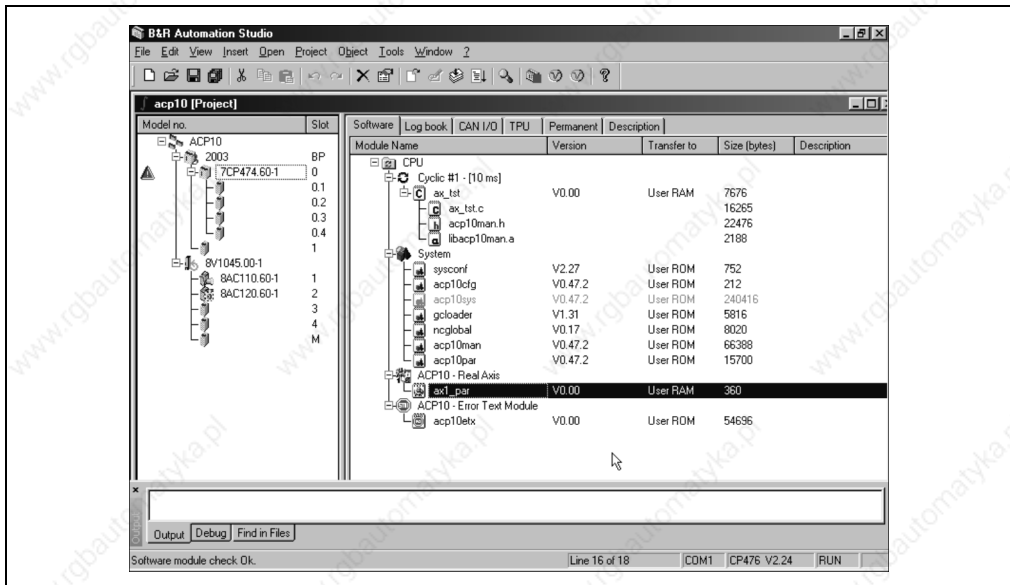 B&R Automation Studio
File Edit View Insert Open Project Object Tools Window ?
acp10 [Project]
Model no. Slot
ACP10
2003 BP
7CP474.60-1 0
0.1
0.2
0.3
0.4
1
8V1045.00-1
8AC110.60-1 1
8AC120.60-1 2
3
4
M
Software Log book CAN I/O TPU Permanent Description
Module Name Version Transfer to Size (bytes) Description
CPU
Cyclic #1 - [10 ms]
ax_tst V0.00 User RAM 7676
ax_tst.c 16265
acp10man.h 22476
libacp10man.a 2188
System
sysconf V2.27 User ROM 752
acp10cfg V0.47.2 User ROM 212
acp10sys V0.47.2 User ROM 240416
gcloader V1.31 User ROM 5816
ncglobal V0.17 User ROM 8020
acp10man V0.47.2 User ROM 66388
acp10par V0.47.2 User ROM 15700
ACP10 - Real Axis
ax1_par V0.00 User RAM 360
ACP10 - Error Text Module
acp10etx V0.00 User ROM 54696
Output Debug Find in Files
Software module check Ok. Line 16 of 18 COM1 CP476 V2.24 RUN
www.rgbautomatyka.pl